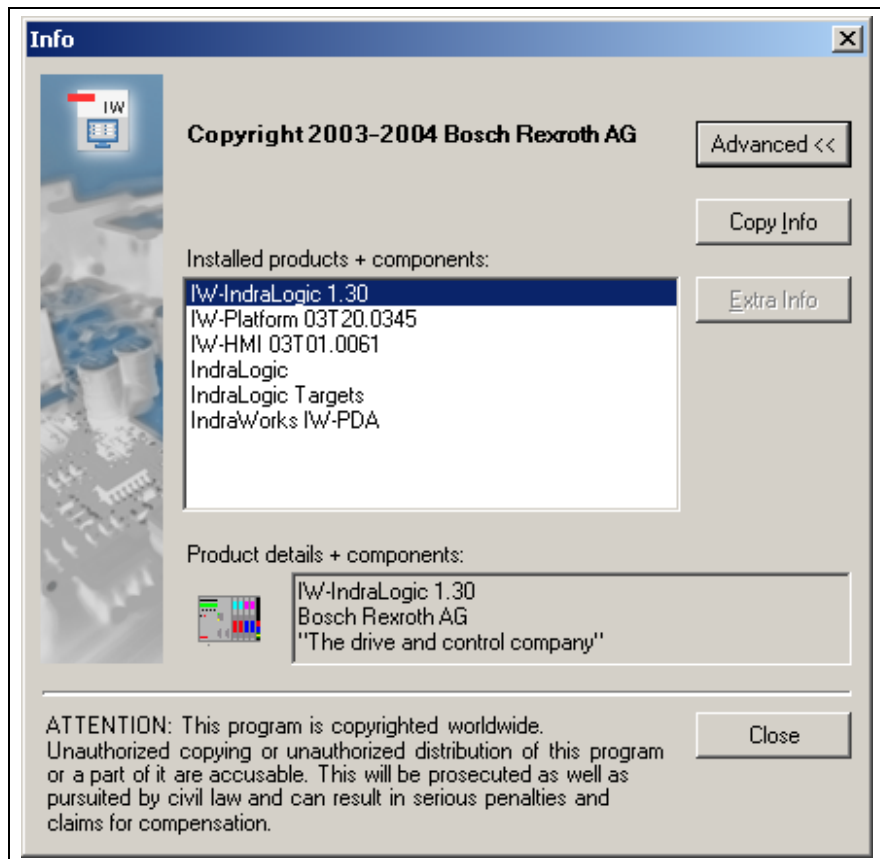 Info
IW
Copyright 2003-2004 Bosch Rexroth AG
Advanced <<
Copy Info
Installed products + components:
IW-IndraLogic 1.30
Extra Info
IW-Platform 03T20.0345
IW-HMI 03T01.0061
IndraLogic
IndraLogic Targets
IndraWorks IW-PDA
Product details + components:
IW-IndraLogic 1.30
Bosch Rexroth AG
"The drive and control company"
ATTENTION: This program is copyrighted worldwide.
Unauthorized copying or unauthorized distribution of this program
or a part of it are accusable. This will be prosecuted as well as
pursuited by civil law and can result in serious penalties and
claims for compensation.
Close